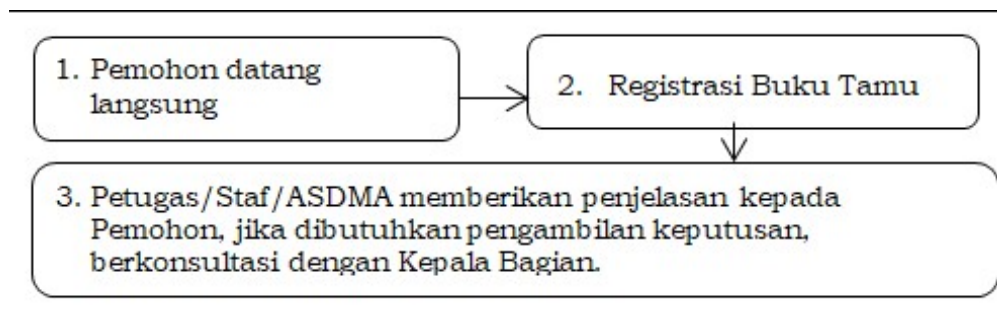 1. Pemohon datang
langsung
2. Registrasi Buku Tamu
3. Petugas/Staf/ASDMA memberikan penjelasan kepada
Pemohon, jika dibutuhkan pengambilan keputusan,
berkonsultasi dengan Kepala Bagian.